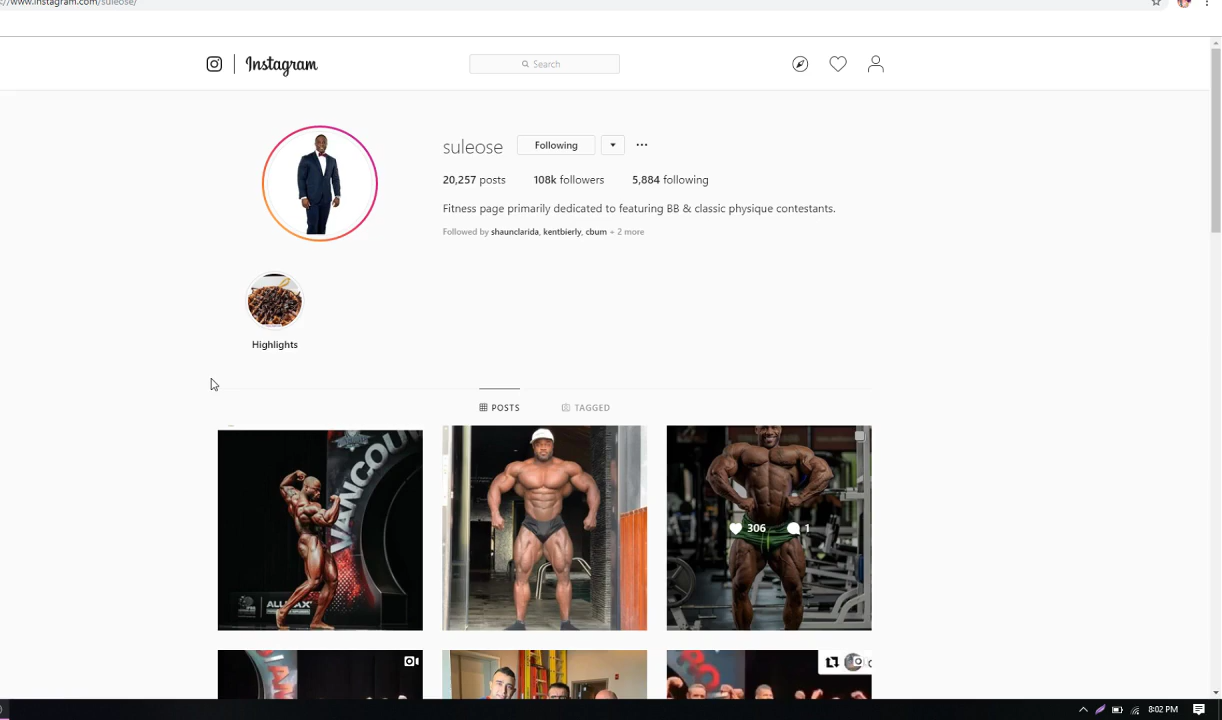 ://www.instagram.com/suleose/
Instagram
Search
suleose Following
20,257 posts 108k followers 5,884 following
Fitness page primarily dedicated to featuring BB & classic physique contestants.
Followed by shaunclarida, kentbierly, cbum + 2 more
Highlights
POSTS TAGGED
VANCOU
306 1
8:02 PM